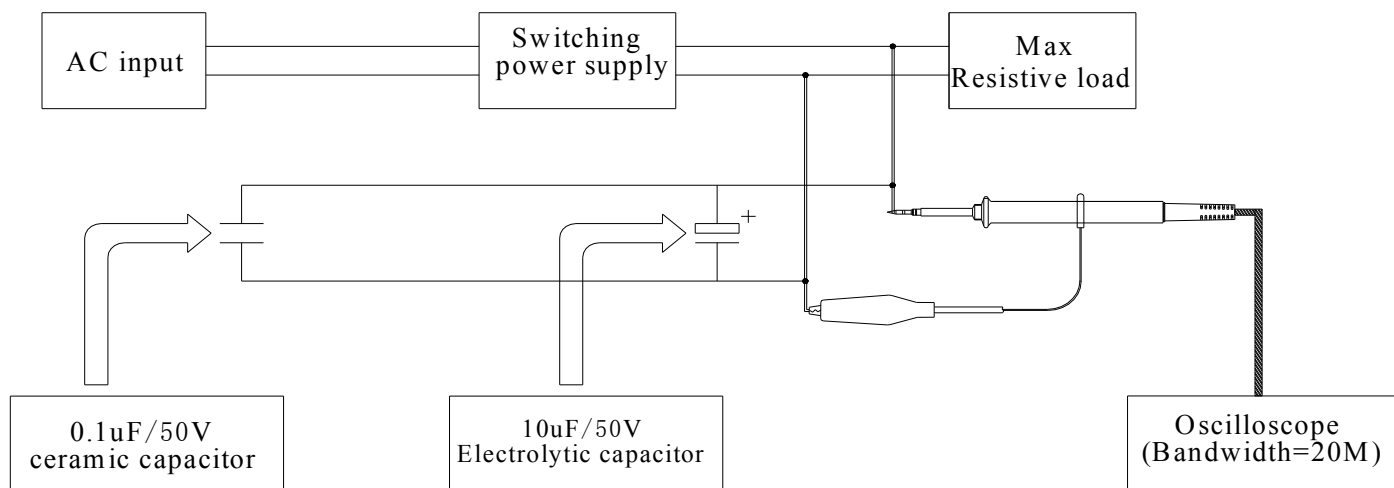 AC input
Switching
power supply
Max
Resistive load
+
0.1uF/50V
ceramic capacitor
10uF/50V
Electrolytic capacitor
Oscilloscope
(Bandwidth=20M)